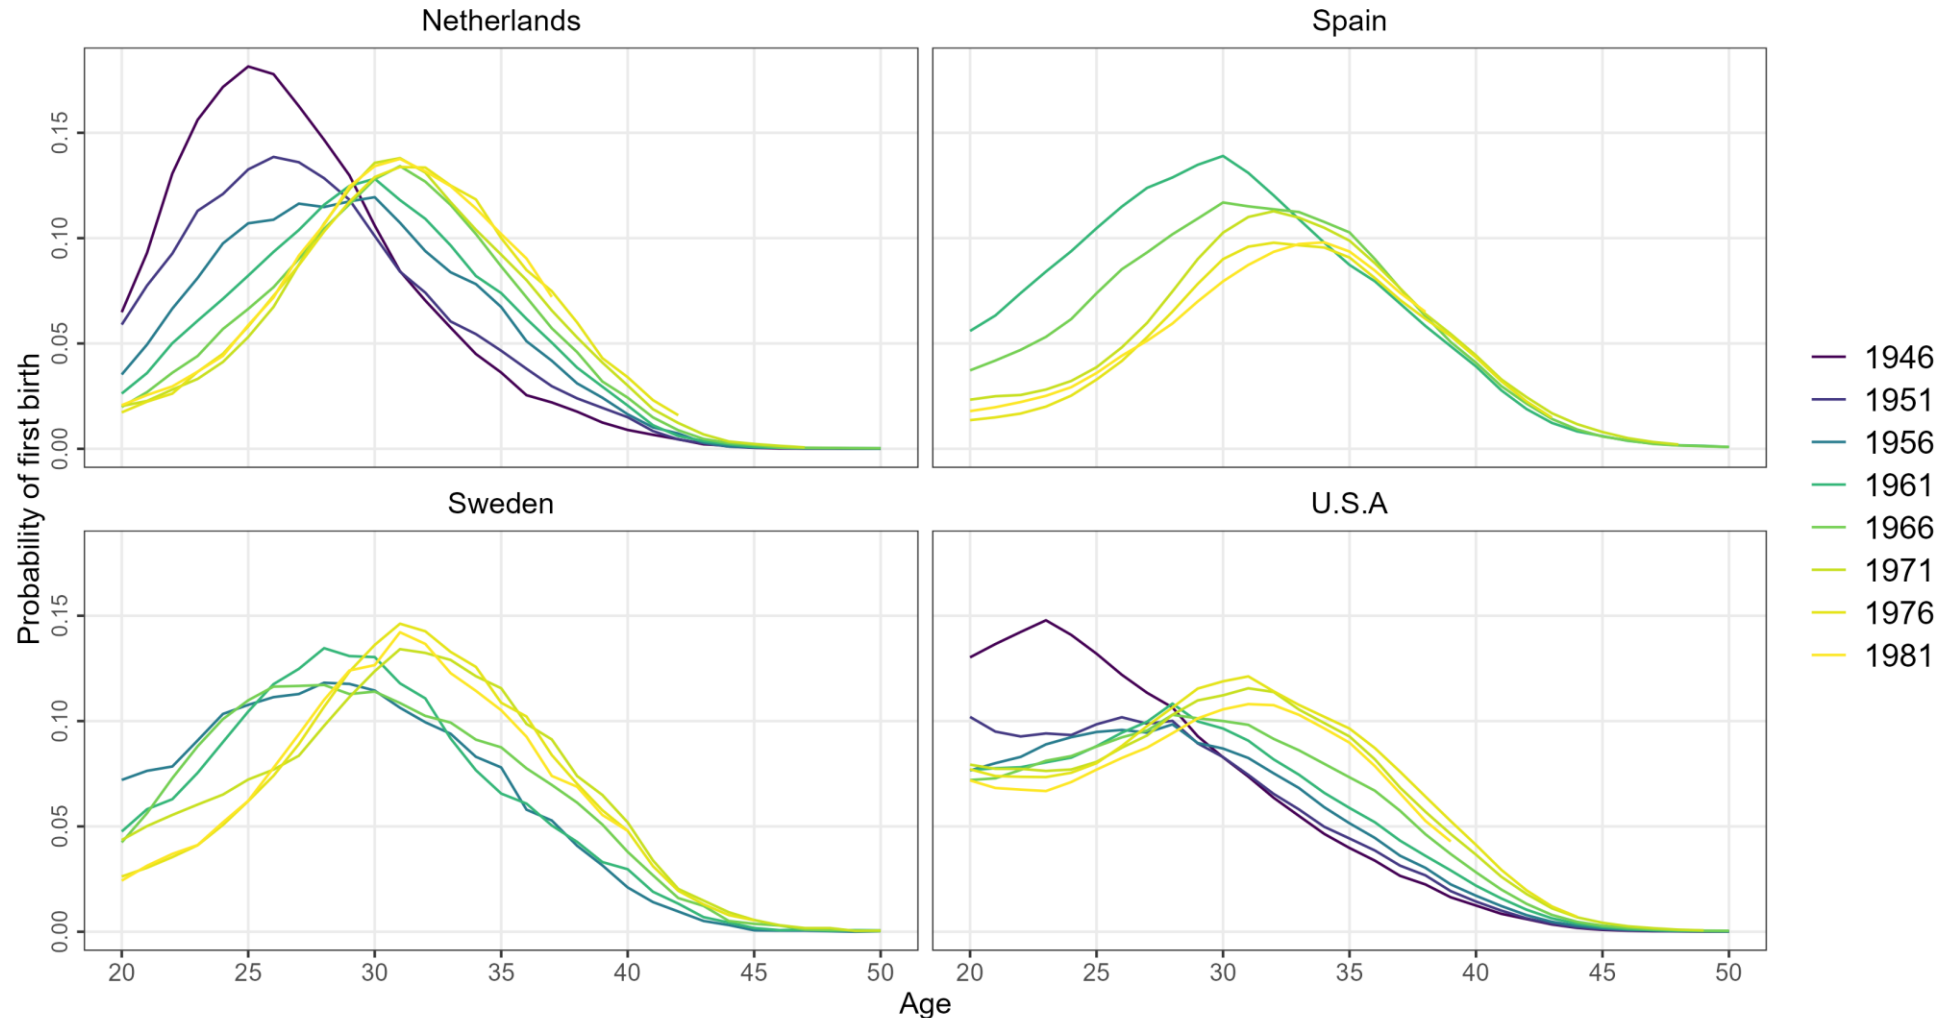 Netherlands
Spain
0.15
0.10
0.05
0.00
Sweden
U.S.A
0.15
0.10
0.05
0.00
20 25 30 35 40 45 50
20 25 30 35 40 45 50
Probability of first birth
Age
1946
1951
1956
1961
1966
1971
1976
1981